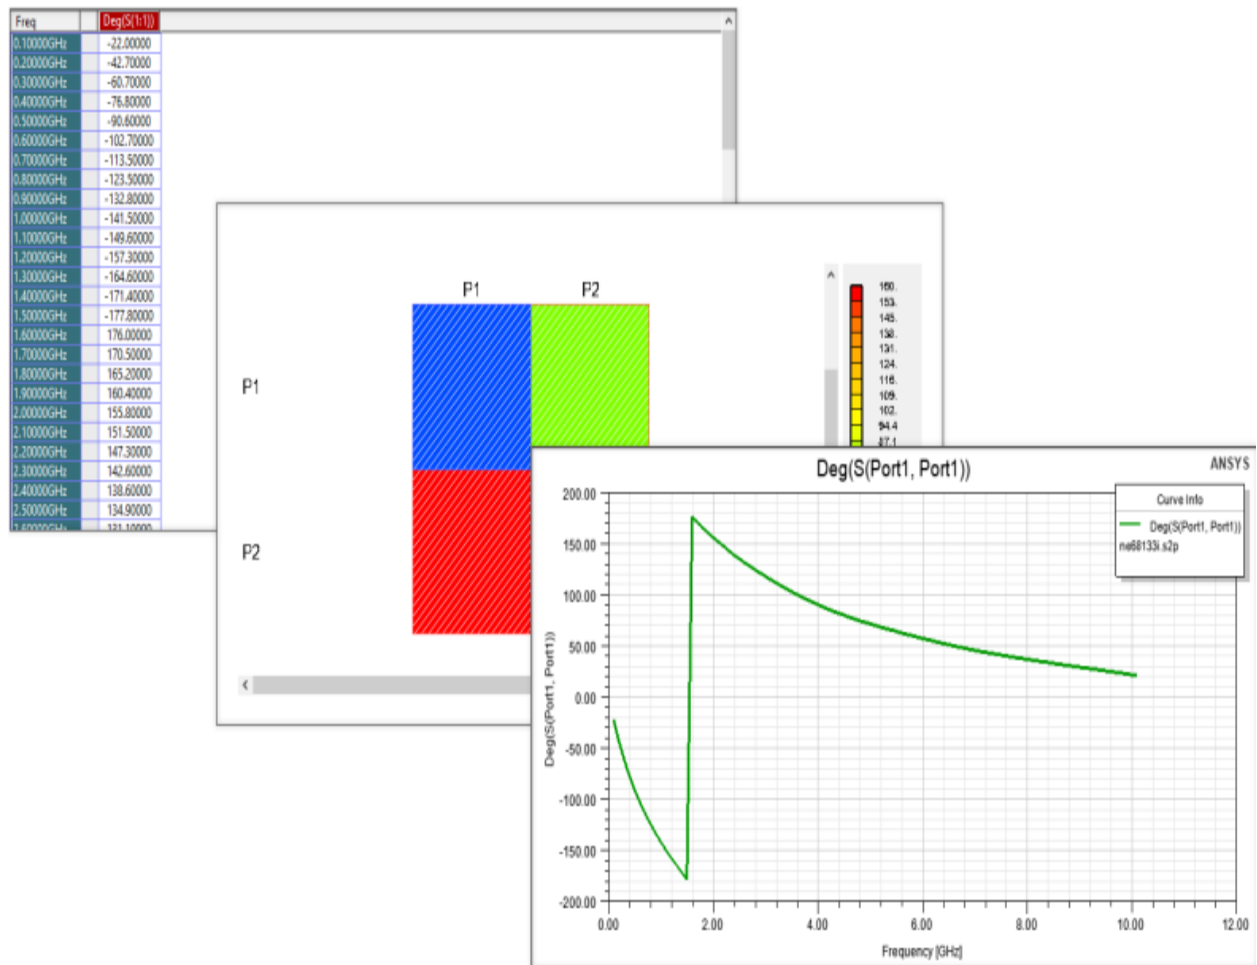 Freq Deg(S(1:1))
0.10000GHz -22.00000
0.20000GHz -42.70000
0.30000GHz -60.70000
0.40000GHz -76.80000
0.50000GHz -90.60000
0.60000GHz -102.70000
0.70000GHz -113.50000
0.80000GHz -123.50000
0.90000GHz -132.80000
1.00000GHz -141.50000
1.10000GHz -149.60000
1.20000GHz -157.30000
1.30000GHz -164.60000
1.40000GHz -171.40000
1.50000GHz -177.80000
1.60000GHz 176.00000
1.70000GHz 170.50000
1.80000GHz 165.20000
1.90000GHz 160.40000
2.00000GHz 155.80000
2.10000GHz 151.50000
2.20000GHz 147.30000
2.30000GHz 142.60000
2.40000GHz 138.60000
2.50000GHz 134.90000
2.60000GHz 131.10000
P1 P2
P1
P2
160.
153.
145.
138.
131.
124.
116.
109.
102.
94.4
87.1
Deg(S(Port1, Port1))
ANSYS
Curve Info
Deg(S(Port1, Port1))
ne68133i.s2p
Deg(S(Port1, Port1))
200.00
150.00
100.00
50.00
0.00
-50.00
-100.00
-150.00
-200.00
0.00 2.00 4.00 6.00 8.00 10.00 12.00
Frequency [GHz]